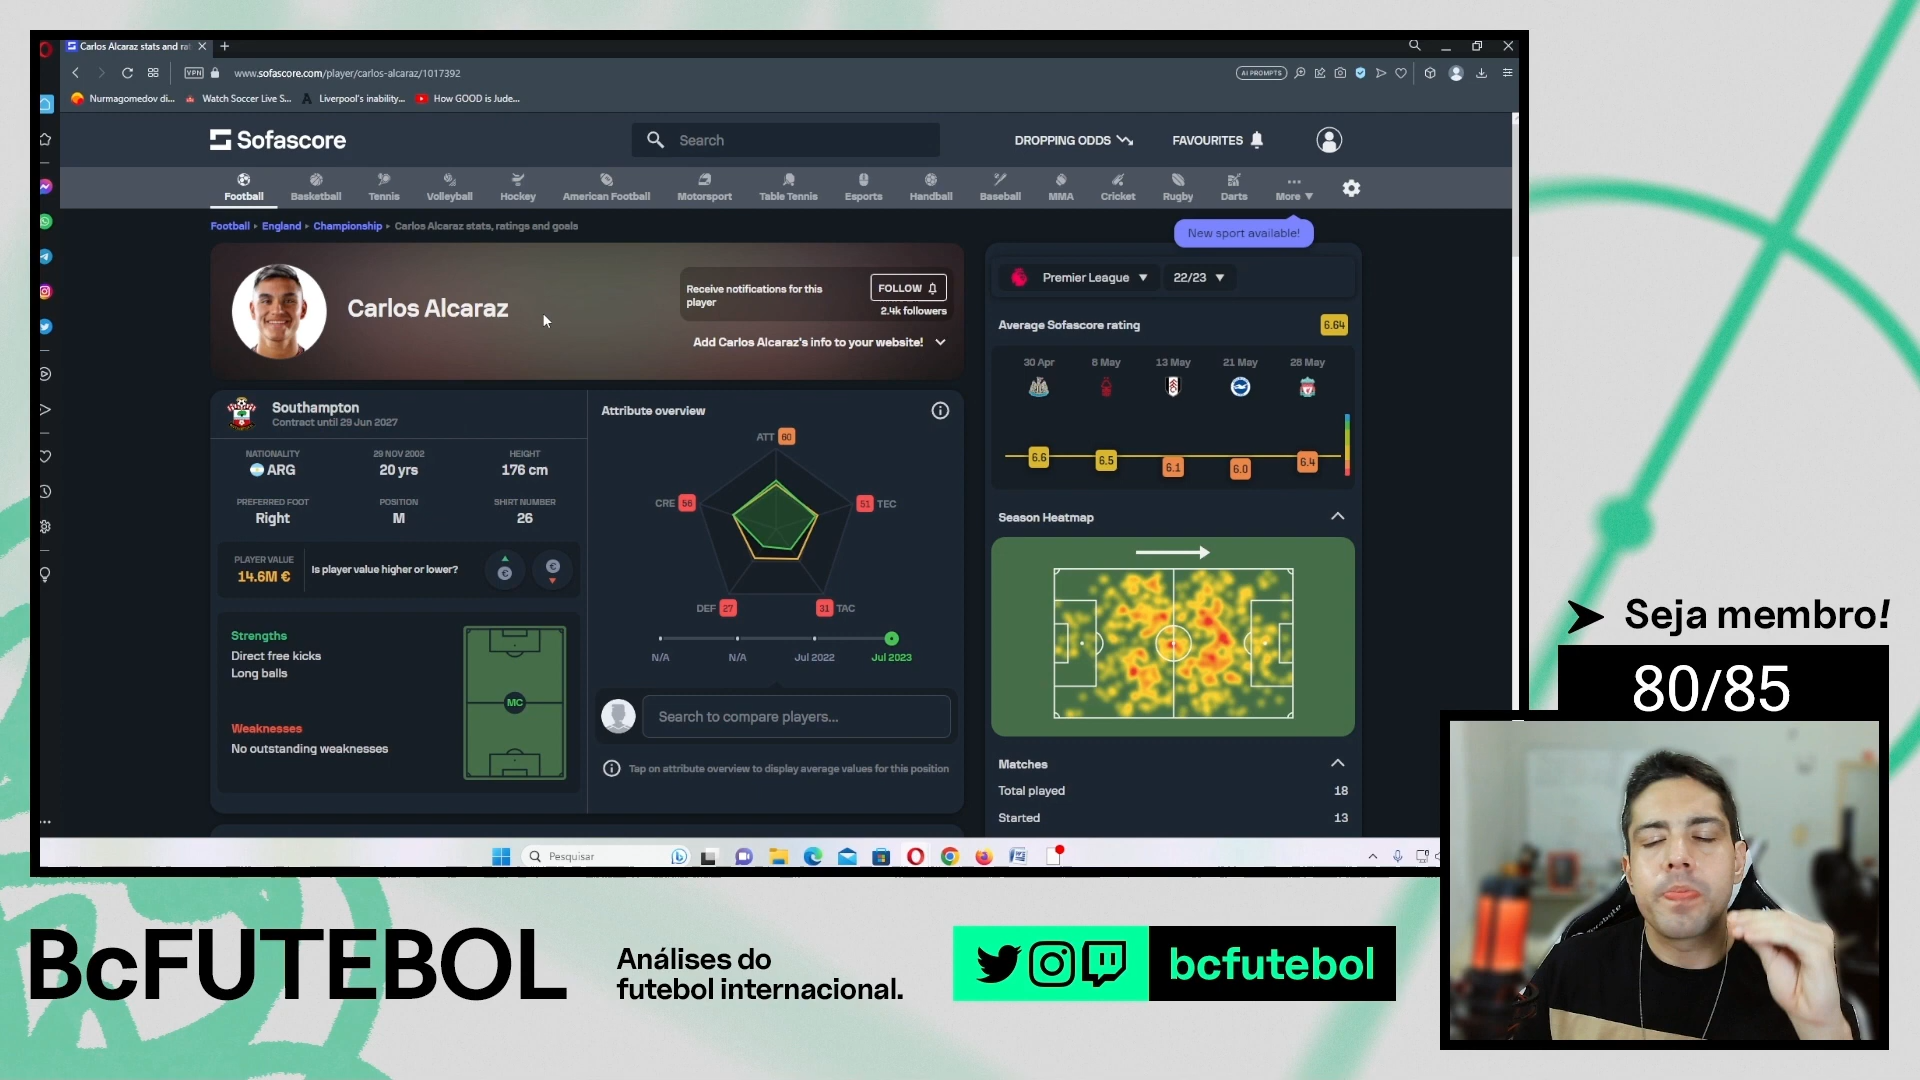 Carlos Alcaraz stats and ra
VPN
www.sofascore.com/player/carlos-alcaraz/1017392
AI PROMPTS
Nurmagomedov di...
Watch Soccer Live S...
Liverpool's inability...
How GOOD is Jude...
Sofascore
Search
DROPPING ODDS
FAVOURITES
Football
Basketball
Tennis
Volleyball
Hockey
American Football
Motorsport
Table Tennis
Esports
Handball
Baseball
MMA
Cricket
Rugby
Darts
More
Football
England
Championship
Carlos Alcaraz stats, ratings and goals
New sport available!
Carlos Alcaraz
Receive notifications for this
player
FOLLOW
2.4k followers
Add Carlos Alcaraz's info to your website!
Southampton
Contract until 29 Jun 2027
NATIONALITY
ARG
29 NOV 2002
20 yrs
HEIGHT
176 cm
PREFERRED FOOT
Right
POSITION
M
SHIRT NUMBER
26
PLAYER VALUE
14.6M €
Is player value higher or lower?
Strengths
Direct free kicks
Long balls
Weaknesses
No outstanding weaknesses
MC
Attribute overview
ATT 60
CRE 56
51 TEC
DEF 27
31 TAC
N/A
N/A
Jul 2022
Jul 2023
Search to compare players...
Tap on attribute overview to display average values for this position
Premier League
22/23
Average Sofascore rating
6.64
30 Apr
8 May
13 May
21 May
28 May
6.6
6.5
6.1
6.0
6.4
Season Heatmap
Matches
Total played
18
Started
13
Pesquisar
Seja membro!
80/85
BcFUTEBOL
Análises do
futebol internacional.
bcfutebol